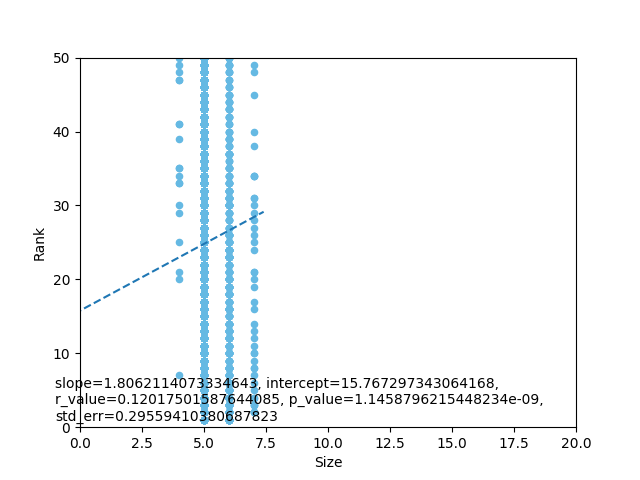 50
40
30
20
10
0
Rank
slope=1.8062114073334643, intercept=15.767297343064168,
r_value=0.12017501587644085, p_value=1.1458796215448234e-09,
std_err=0.29559410380687823
0.0 2.5 5.0 7.5 10.0 12.5 15.0 17.5 20.0
Size